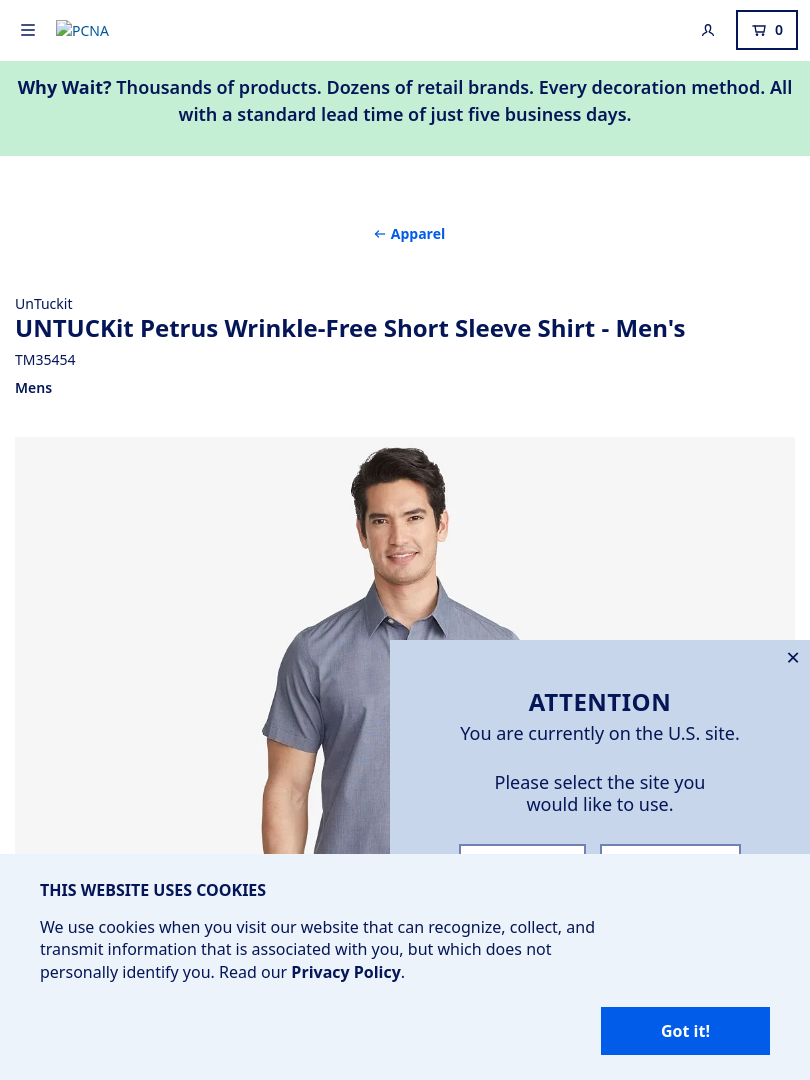 PCNA
0
Why Wait? Thousands of products. Dozens of retail brands. Every decoration method. All
with a standard lead time of just five business days.
Apparel
UnTuckit
UNTUCKit Petrus Wrinkle-Free Short Sleeve Shirt - Men's
TM35454
Mens
ATTENTION
You are currently on the U.S. site.
Please select the site you
would like to use.
THIS WEBSITE USES COOKIES
We use cookies when you visit our website that can recognize, collect, and
transmit information that is associated with you, but which does not
personally identify you. Read our Privacy Policy.
Got it!